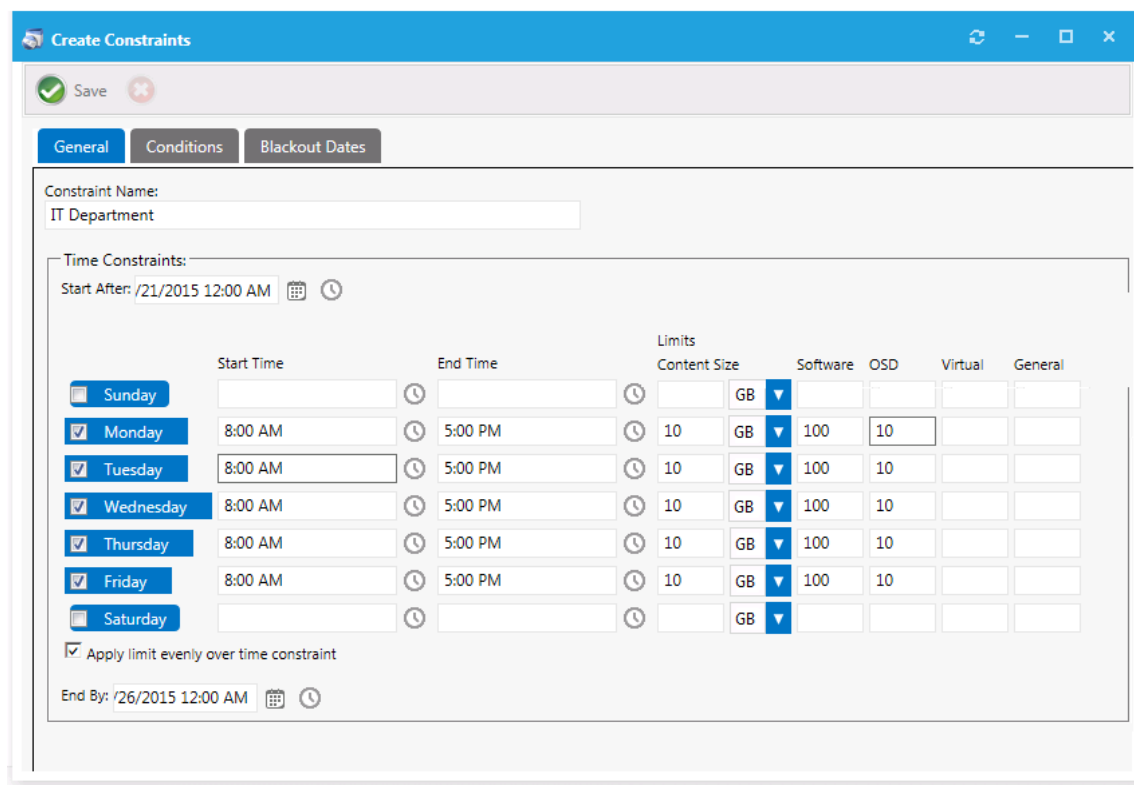 Create Constraints
Save
General Conditions Blackout Dates
Constraint Name:
IT Department
Time Constraints:
Start After: /21/2015 12:00 AM
Limits
Start Time End Time Content Size Software OSD Virtual General
Sunday GB
Monday 8:00 AM 5:00 PM 10 GB 100 10
Tuesday 8:00 AM 5:00 PM 10 GB 100 10
Wednesday 8:00 AM 5:00 PM 10 GB 100 10
Thursday 8:00 AM 5:00 PM 10 GB 100 10
Friday 8:00 AM 5:00 PM 10 GB 100 10
Saturday GB
Apply limit evenly over time constraint
End By: /26/2015 12:00 AM